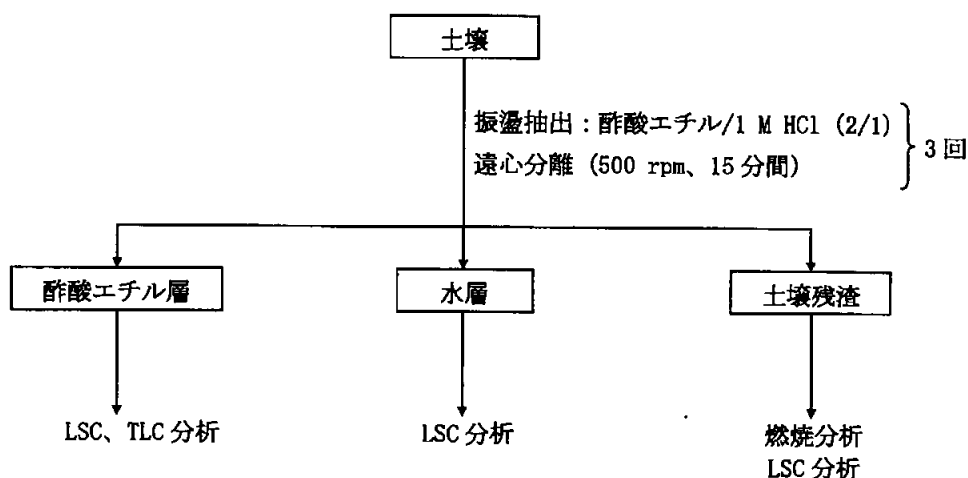 土壌
振盪抽出:酢酸エチル/1 M HCl (2/1)
遠心分離 (500 rpm、15分間)
3回
酢酸エチル層
水層
土壌残渣
LSC、TLC 分析
LSC 分析
燃焼分析
LSC 分析